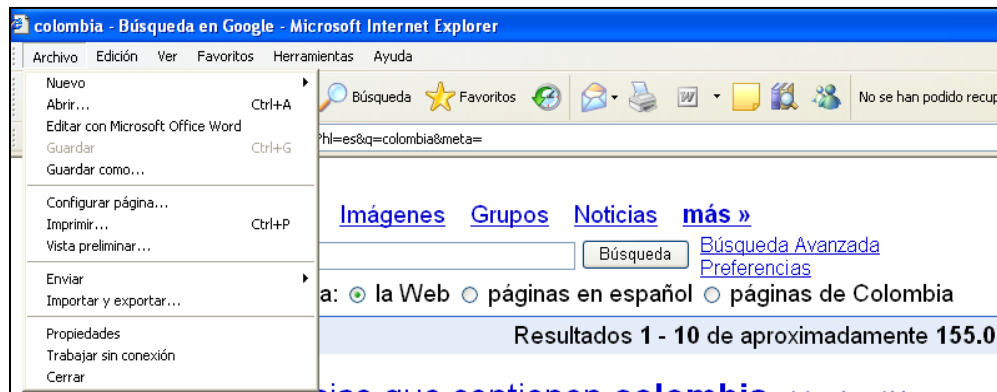 colombia - Búsqueda en Google - Microsoft Internet Explorer
Archivo Edición Ver Favoritos Herramientas Ayuda
Búsqueda Favoritos No se han podido recup
Nuevo
Abrir... Ctrl+A
Editar con Microsoft Office Word
Guardar Ctrl+G
Guardar como...
Configurar página...
Imprimir... Ctrl+P
Vista preliminar...
Enviar
Importar y exportar...
Propiedades
Trabajar sin conexión
Cerrar
?hl=es&q=colombia&meta=
Imágenes Grupos Noticias más »
Búsqueda Búsqueda Avanzada
Preferencias
a: la Web páginas en español páginas de Colombia
Resultados 1 - 10 de aproximadamente 155.0
que contienen colombia